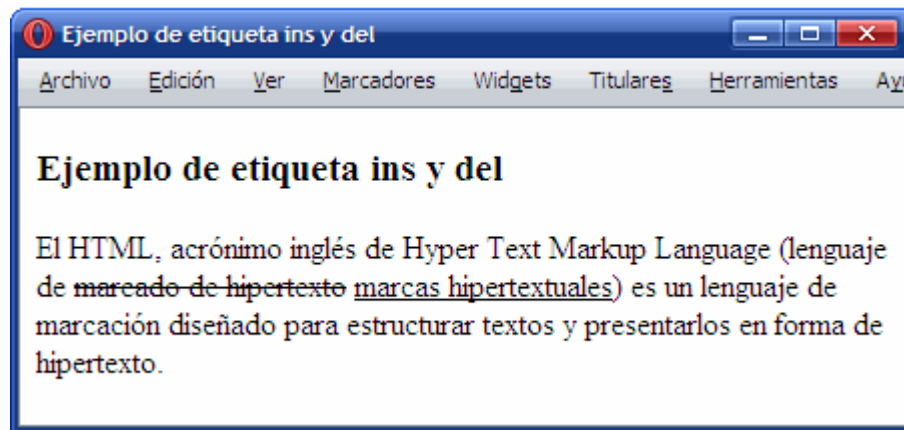 Ejemplo de etiqueta ins y del
Archivo Edición Ver Marcadores Widgets Titulares Herramientas Ay
Ejemplo de etiqueta ins y del
El HTML, acrónimo inglés de Hyper Text Markup Language (lenguaje
de marcado de hipertexto marcas hipertextuales) es un lenguaje de
marcación diseñado para estructurar textos y presentarlos en forma de
hipertexto.